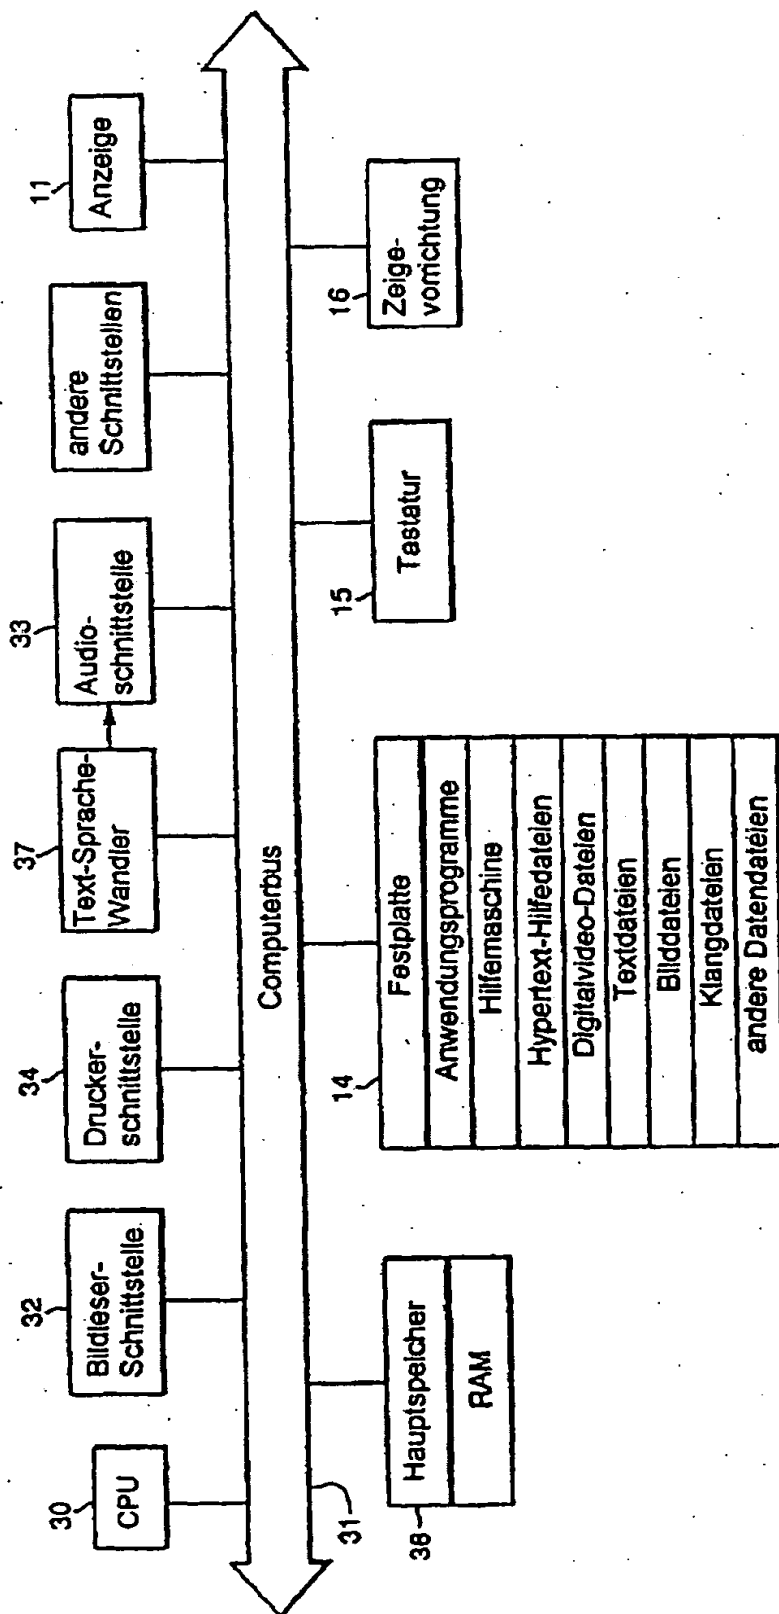 30
CPU
32
Bildleser-
Schnittstelle
34
Drucker-
schnittstelle
37
Text-Sprache-
Wandler
33
Audio-
schnittstelle
andere
Schnittstellen
11
Anzeige
Computerbus
31
38
Hauptspeicher
RAM
14
Festplatte
Anwendungsprogramme
Hilfemaschine
Hypertext-Hilfedateien
Digitalvideo-Dateien
Textdateien
Bilddateien
Klangdateien
andere Datendateien
15
Tastatur
16
Zeige-
vorrichtung